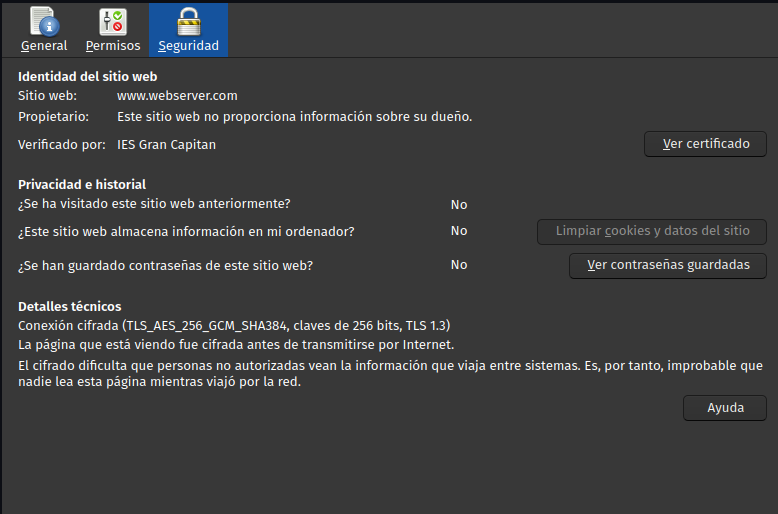 General
Permisos
Seguridad
Identidad del sitio web
Sitio web: www.webserver.com
Propietario: Este sitio web no proporciona información sobre su dueño.
Verificado por: IES Gran Capitan
Ver certificado
Privacidad e historial
¿Se ha visitado este sitio web anteriormente? No
¿Este sitio web almacena información en mi ordenador? No
Limpiar cookies y datos del sitio
¿Se han guardado contraseñas de este sitio web? No
Ver contraseñas guardadas
Detalles técnicos
Conexión cifrada (TLS_AES_256_GCM_SHA384, claves de 256 bits, TLS 1.3)
La página que está viendo fue cifrada antes de transmitirse por Internet.
El cifrado dificulta que personas no autorizadas vean la información que viaja entre sistemas. Es, por tanto, improbable que
nadie lea esta página mientras viajó por la red.
Ayuda